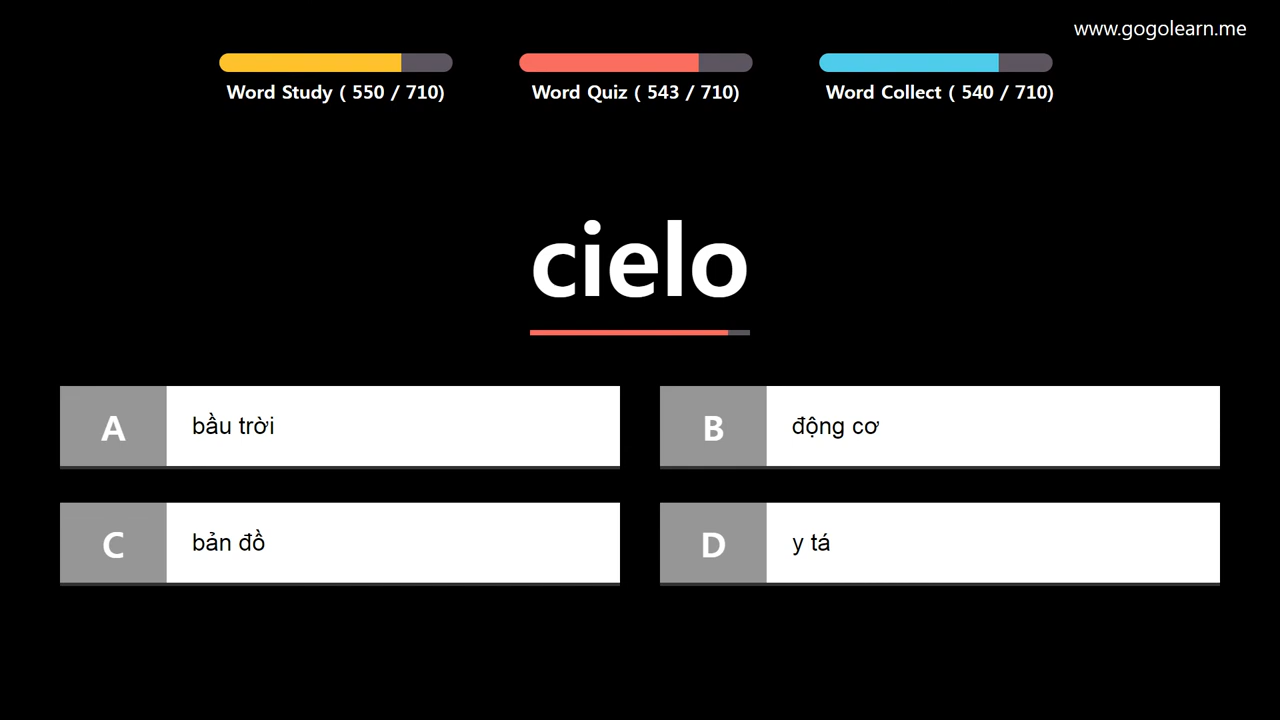 www.gogolearn.me
Word Study ( 550 / 710)
Word Quiz ( 543 / 710)
Word Collect ( 540 / 710)
cielo
A bầu trời
B động cơ
C bản đồ
D y tá